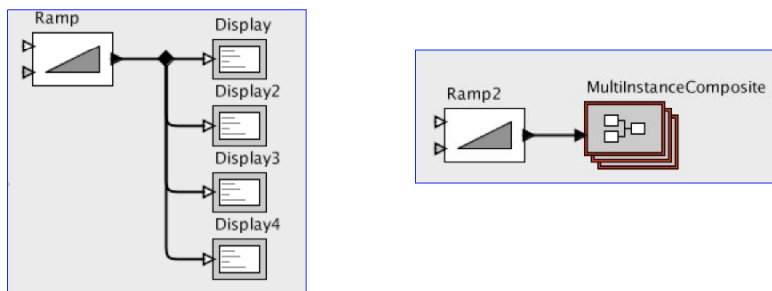 Ramp
Display
Display2
Display3
Display4
Ramp2
MultiInstanceComposite